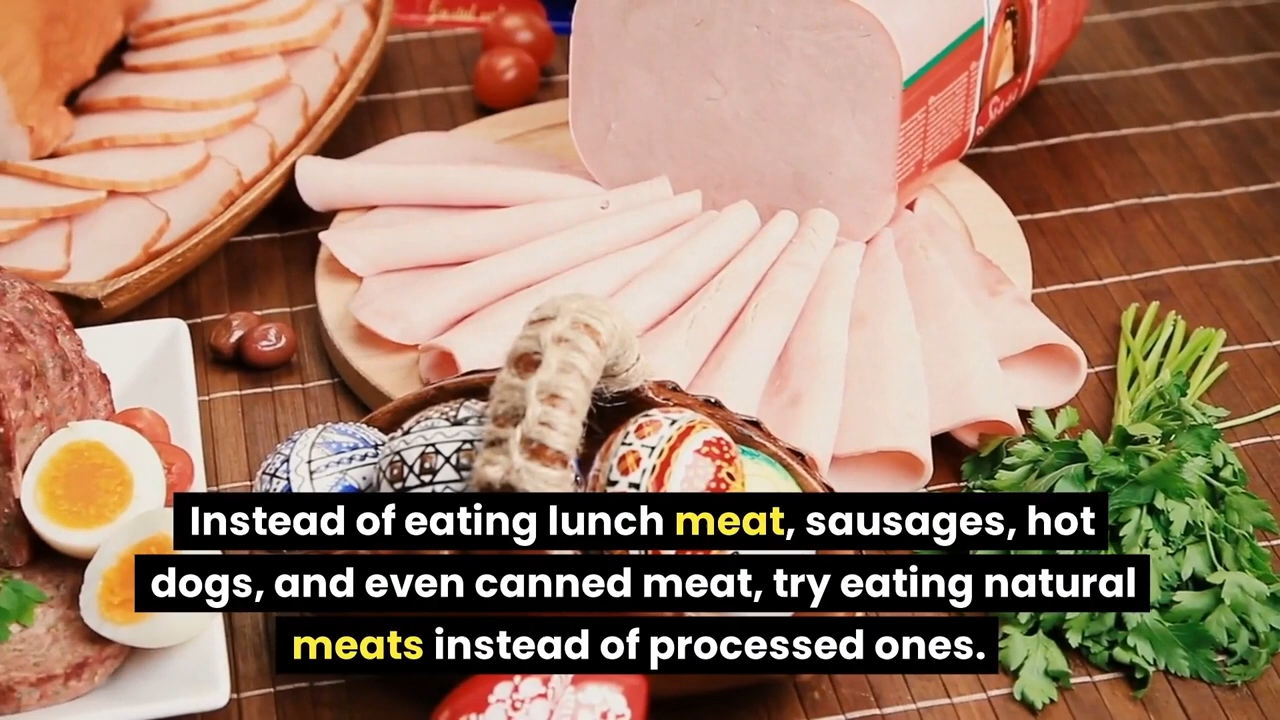 Instead of eating lunch meat, sausages, hot
dogs, and even canned meat, try eating natural
meats instead of processed ones.